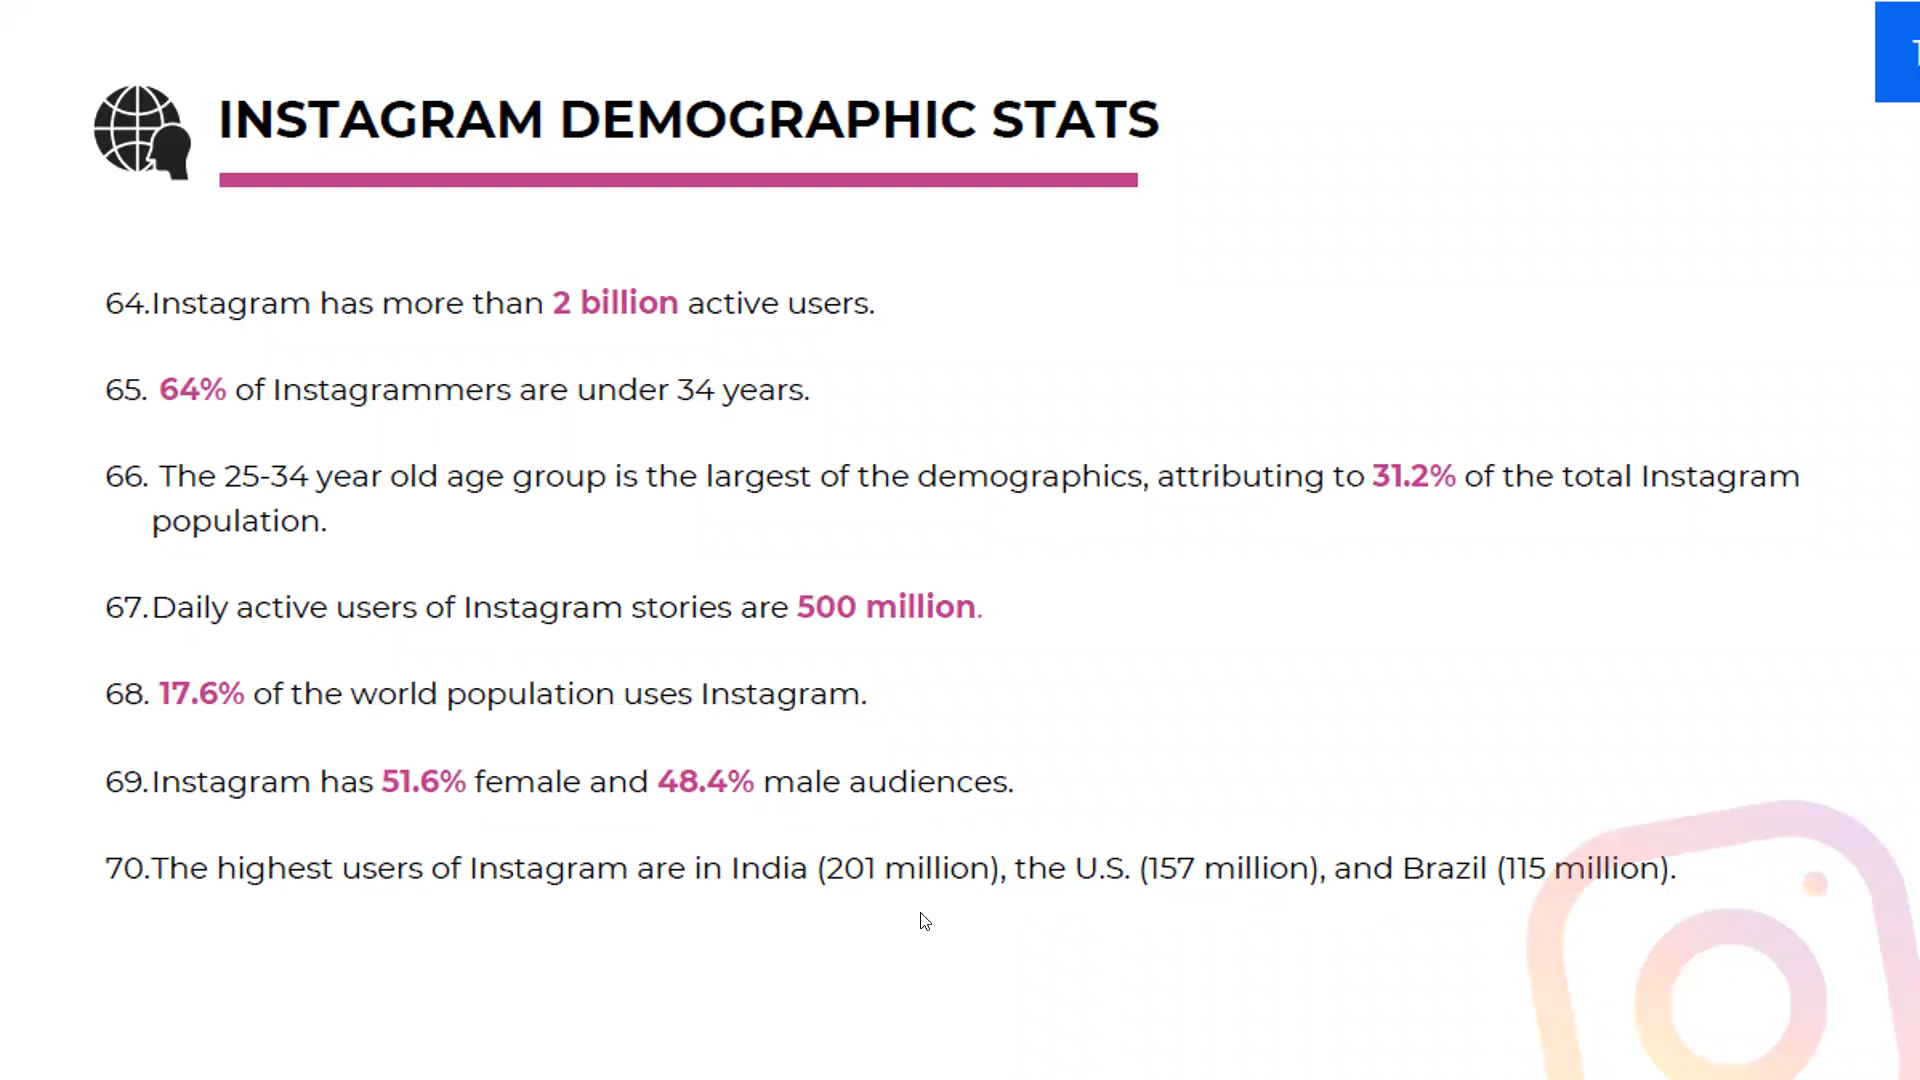 INSTAGRAM DEMOGRAPHIC STATS
64.Instagram has more than 2 billion active users.
65. 64% of Instagrammers are under 34 years.
66. The 25-34 year old age group is the largest of the demographics, attributing to 31.2% of the total Instagram
population.
67.Daily active users of Instagram stories are 500 million.
68. 17.6% of the world population uses Instagram.
69.Instagram has 51.6% female and 48.4% male audiences.
70.The highest users of Instagram are in India (201 million), the U.S. (157 million), and Brazil (115 million).